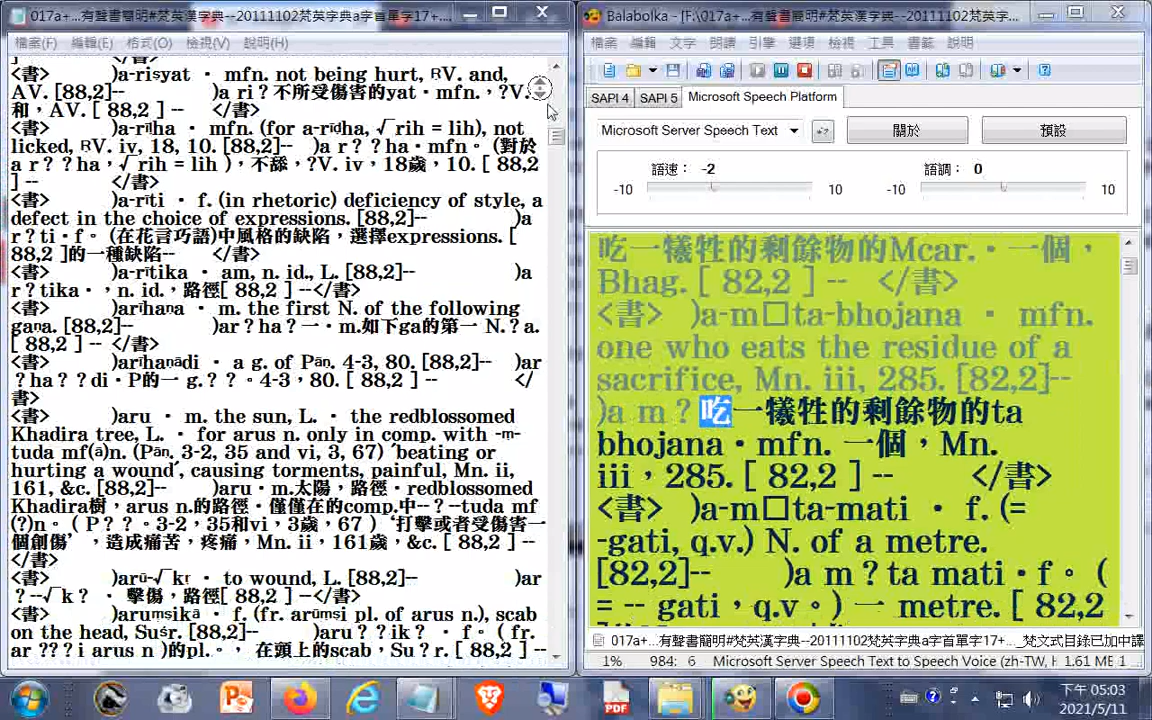 017a+...有聲書簡明#梵英漢字典--20111102梵英字典a字首單字17+...
檔案(F) 編輯(E) 格式(O) 檢視(V) 說明(H)
<書> )a-riṣyat · mfn. not being hurt, RV. and,
AV. [88,2] )a ri?不所受傷害的yat·mfn.,?V.
和,AV. [ 88,2 ] -- </書>
<書> )a-rīḷha · mfn. (for a-rīḍha, √rih = lih), not
licked, RV. iv, 18, 10. [88,2]-- )a r??ha·mfn。 (對於
a r??ha,√rih = lih ),不舔,?V. iv,18歲,10. [ 88,2
] -- </書>
<書> )a-rīti · f. (in rhetoric) deficiency of style, a
defect in the choice of expressions. [88,2]-- )a
r?ti·f。 (在花言巧語)中風格的缺陷,選擇expressions. [
88,2 ]的一種缺陷-- </書>
<書> )a-rītika · am, n. id., L. [88,2]-- )a
r?tika·,n. id.,路徑[ 88,2 ] --</書>
<書> )arīhaṇa · m. the first N. of the following
gaṇa. [88,2]-- )ar?ha?一·m.如下ga的第一 N.?a.
[ 88,2 ] -- </書>
<書> )arīhaṇādi · a g. of Pāṇ. 4-3, 80. [88,2]-- )ar
?ha??di·P的一 g.??。4-3,80. [ 88,2 ] -- </
書>
<書> )aru · m. the sun, L. · the redblossomed
Khadira tree, L. · for arus n. only in comp. with -ṃ-
tuda mf(ā)n. (Pāṇ. 3-2, 35 and vi, 3, 67) 'beating or
hurting a wound', causing torments, painful, Mn. ii,
161, &c. [88,2]-- )aru·m.太陽,路徑·redblossomed
Khadira樹,arus n.的路徑·僅僅在的comp.中--?--tuda mf
(?)n。( P??。3-2,35和vi,3歲,67 )‘打擊或者受傷害一
個創傷’,造成痛苦,疼痛,Mn. ii,161歲,&c. [ 88,2 ] --
</書>
<書> )arū-√kṛ · to wound, L. [88,2]-- )ar
?--√k? · 擊傷,路徑[ 88,2 ] --</書>
<書> )aruṃsikā · f. (fr. arūṃsi pl. of arus n.), scab
on the head, Suśr. [88,2]-- )aru??ik?·f。( fr.
ar ???i arus n )的pl.。,在頭上的scab,Su?r. [ 88,2 ] --
Balabolka - [F:\017a+...有聲書簡明#梵英漢字典--20111102梵英字...
檔案 編輯 文字 朗讀 引擎 選項 檢視 工具 書籤 說明
SAPI 4 SAPI 5 Microsoft Speech Platform
Microsoft Server Speech Text 關於 預設
語速: -2 語調: 0
-10 10 -10 10
吃一犧牲的剩餘物的Mcar.·一個,
Bhag. [ 82,2 ] -- </書>
<書> )a-m□ta-bhojana · mfn.
one who eats the residue of a
sacrifice, Mn. iii, 285. [82,2]--
)a m?吃一犧牲的剩餘物的ta
bhojana·mfn. 一個,Mn.
iii,285. [ 82,2 ] -- </書>
<書> )a-m□ta-mati · f. (=
-gati, q.v.) N. of a metre.
[82,2]-- )a m?ta mati·f。(
= -- gati,q.v。) 一 metre. [ 82,2
017a+...有聲書簡明#梵英漢字典--20111102梵英字典a字首單字17+..._梵文式目錄已加中譯
1% 984: 6 Microsoft Server Speech Text to Speech Voice (zh-TW, H 1.61 ME 1
PDF
下午 05:03
2021/5/11